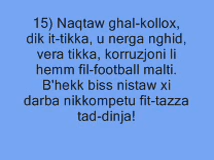 15) Naqtaw ghal-kollox,
dik it-tikka, u nerga nghid,
vera tikka, korruzjoni li
hemm fil-football malti.
B'hekk biss nistaw xi
darba nikkompetu fit-tazza
tad-dinja!